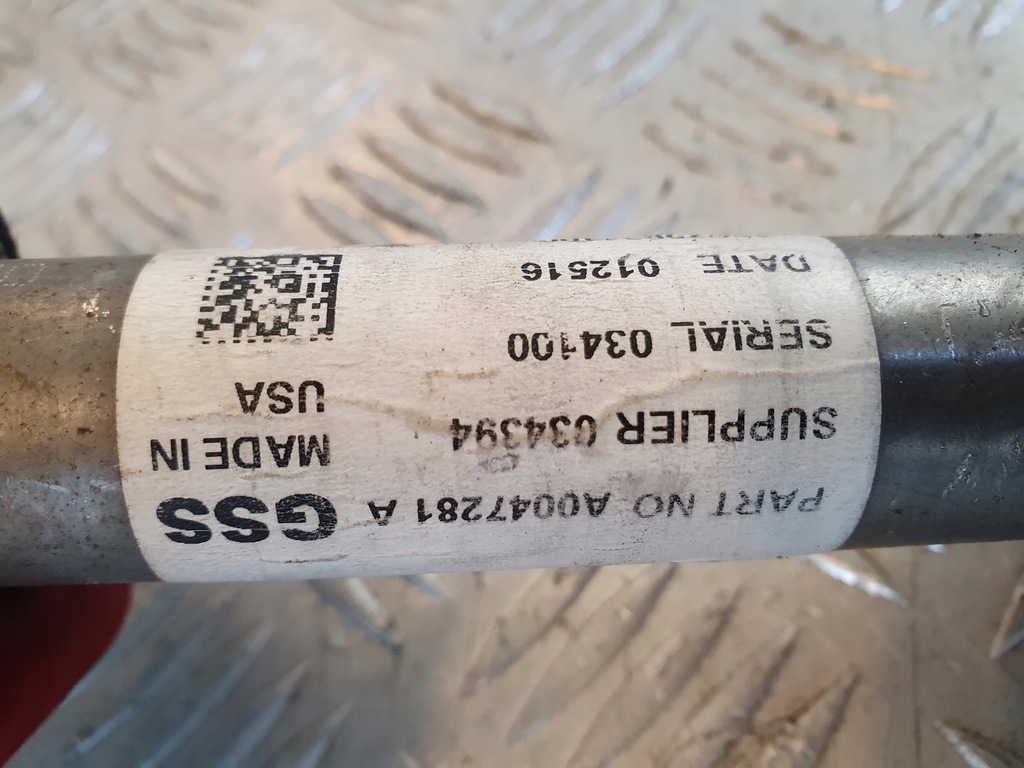 GSS PART NO A0047281 A
MADE IN SUPPLIER 034394
USA SERIAL 034100
DATE 012516